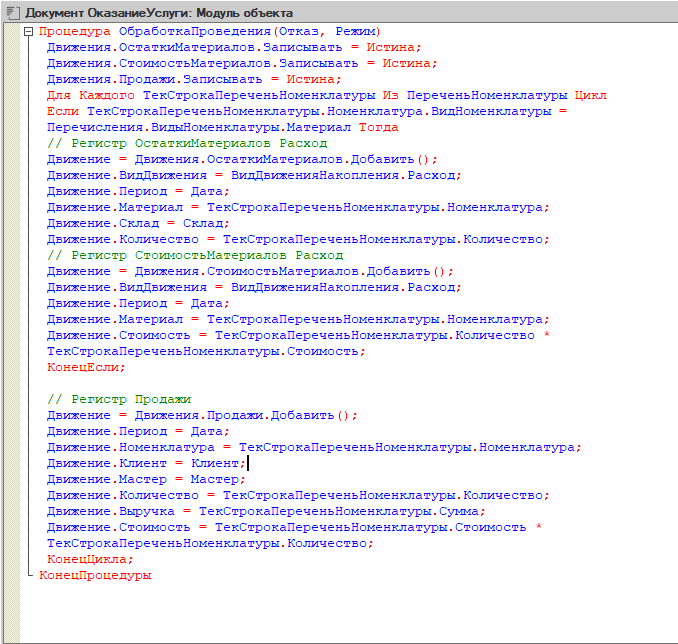 Документ ОказаниеУслуги: Модуль объекта
Процедура ОбработкаПроведения(Отказ, Режим)
Движения.ОстаткиМатериалов.Записывать = Истина;
Движения.СтоимостьМатериалов.Записывать = Истина;
Движения.Продажи.Записывать = Истина;
Для Каждого ТекСтрокаПереченьНоменклатуры Из ПереченьНоменклатуры Цикл
Если ТекСтрокаПереченьНоменклатуры.Номенклатура.ВидНоменклатуры =
Перечисления.ВидыНоменклатуры.Материал Тогда
// Регистр ОстаткиМатериалов Расход
Движение = Движения.ОстаткиМатериалов.Добавить();
Движение.ВидДвижения = ВидДвиженияНакопления.Расход;
Движение.Период = Дата;
Движение.Материал = ТекСтрокаПереченьНоменклатуры.Номенклатура;
Движение.Склад = Склад;
Движение.Количество = ТекСтрокаПереченьНоменклатуры.Количество;
// Регистр СтоимостьМатериалов Расход
Движение = Движения.СтоимостьМатериалов.Добавить();
Движение.ВидДвижения = ВидДвиженияНакопления.Расход;
Движение.Период = Дата;
Движение.Материал = ТекСтрокаПереченьНоменклатуры.Номенклатура;
Движение.Стоимость = ТекСтрокаПереченьНоменклатуры.Количество *
ТекСтрокаПереченьНоменклатуры.Стоимость;
КонецЕсли;
// Регистр Продажи
Движение = Движения.Продажи.Добавить();
Движение.Период = Дата;
Движение.Номенклатура = ТекСтрокаПереченьНоменклатуры.Номенклатура;
Движение.Клиент = Клиент;
Движение.Мастер = Мастер;
Движение.Количество = ТекСтрокаПереченьНоменклатуры.Количество;
Движение.Выручка = ТекСтрокаПереченьНоменклатуры.Сумма;
Движение.Стоимость = ТекСтрокаПереченьНоменклатуры.Стоимость *
ТекСтрокаПереченьНоменклатуры.Количество;
КонецЦикла;
КонецПроцедуры